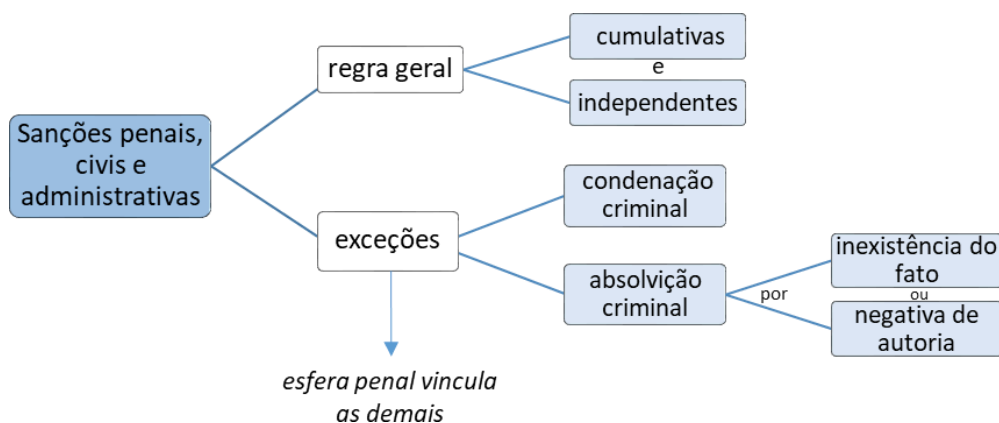 Sanções penais,
civis e
administrativas
regra geral
cumulativas
e
independentes
exceções
condenação
criminal
absolvição
criminal
por
inexistência do
fato
ou
negativa de
autoria
esfera penal vincula
as demais